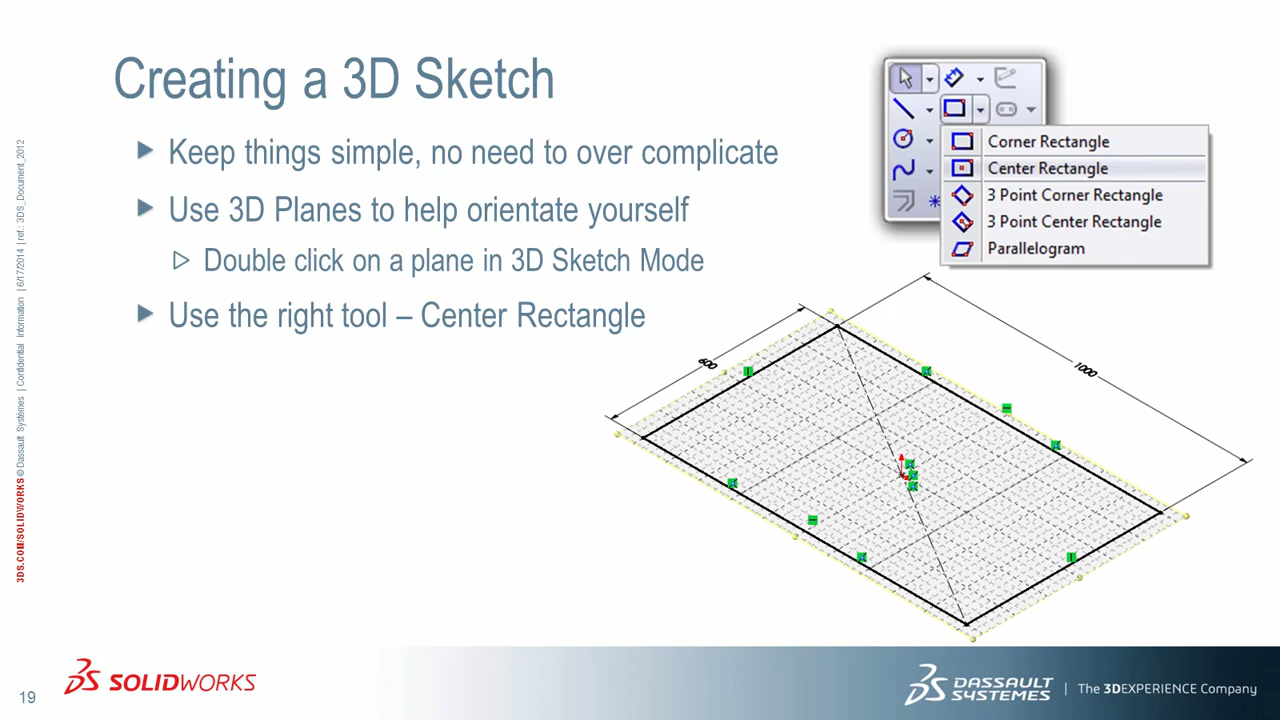 Creating a 3D Sketch
Keep things simple, no need to over complicate
Use 3D Planes to help orientate yourself
Double click on a plane in 3D Sketch Mode
Use the right tool – Center Rectangle
Corner Rectangle
Center Rectangle
3 Point Corner Rectangle
3 Point Center Rectangle
Parallelogram
600
1000
3DS.COM/SOLIDWORKS © Dassault Systèmes | Confidential Information | 6/17/2014 | ref.: 3DS_Document_2012
19
SOLIDWORKS
DASSAULT SYSTEMES | The 3DEXPERIENCE Company